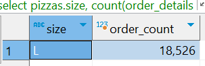 select pizzas.size, count(order_details
size order_count
1 L 18,526